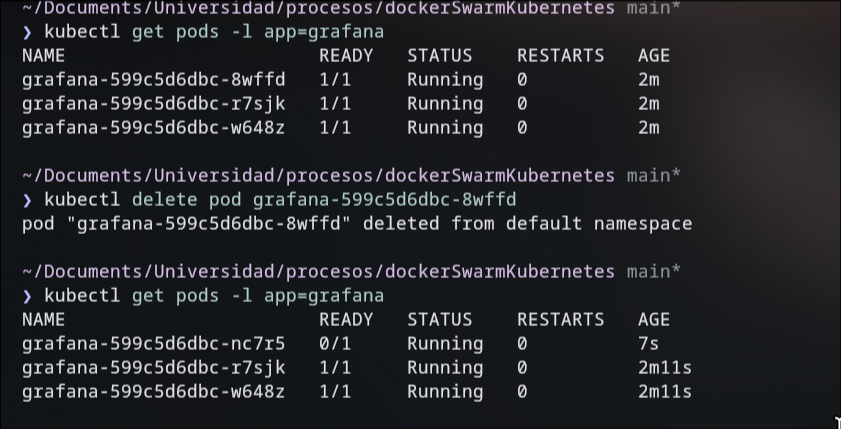 ~/Documents/Universidad/procesos/dockerSwarmKubernetes main*
❯ kubectl get pods -l app=grafana
NAME                       READY   STATUS    RESTARTS   AGE
grafana-599c5d6dbc-8wffd   1/1     Running   0          2m
grafana-599c5d6dbc-r7sjk   1/1     Running   0          2m
grafana-599c5d6dbc-w648z   1/1     Running   0          2m
~/Documents/Universidad/procesos/dockerSwarmKubernetes main*
❯ kubectl delete pod grafana-599c5d6dbc-8wffd
pod "grafana-599c5d6dbc-8wffd" deleted from default namespace
~/Documents/Universidad/procesos/dockerSwarmKubernetes main*
❯ kubectl get pods -l app=grafana
NAME                       READY   STATUS    RESTARTS   AGE
grafana-599c5d6dbc-nc7r5   0/1     Running   0          7s
grafana-599c5d6dbc-r7sjk   1/1     Running   0          2m11s
grafana-599c5d6dbc-w648z   1/1     Running   0          2m11s